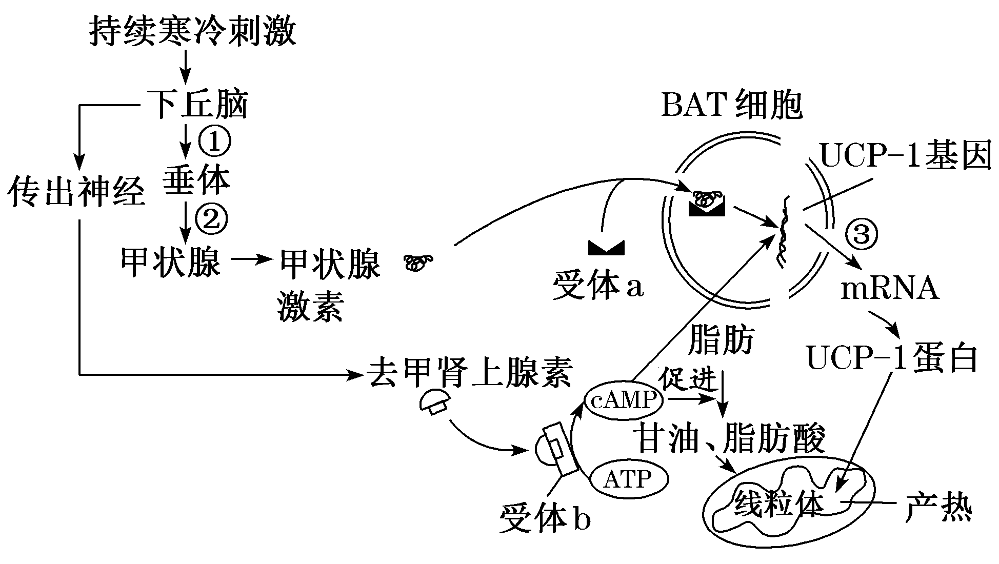 持续寒冷刺激
下丘脑
①
垂体
传出神经
②
甲状腺
甲状腺
激素
受体a
BAT细胞
UCP-1基因
③
mRNA
UCP-1蛋白
去甲肾上腺素
脂肪
促进
cAMP
甘油、脂肪酸
ATP
受体b
线粒体
产热